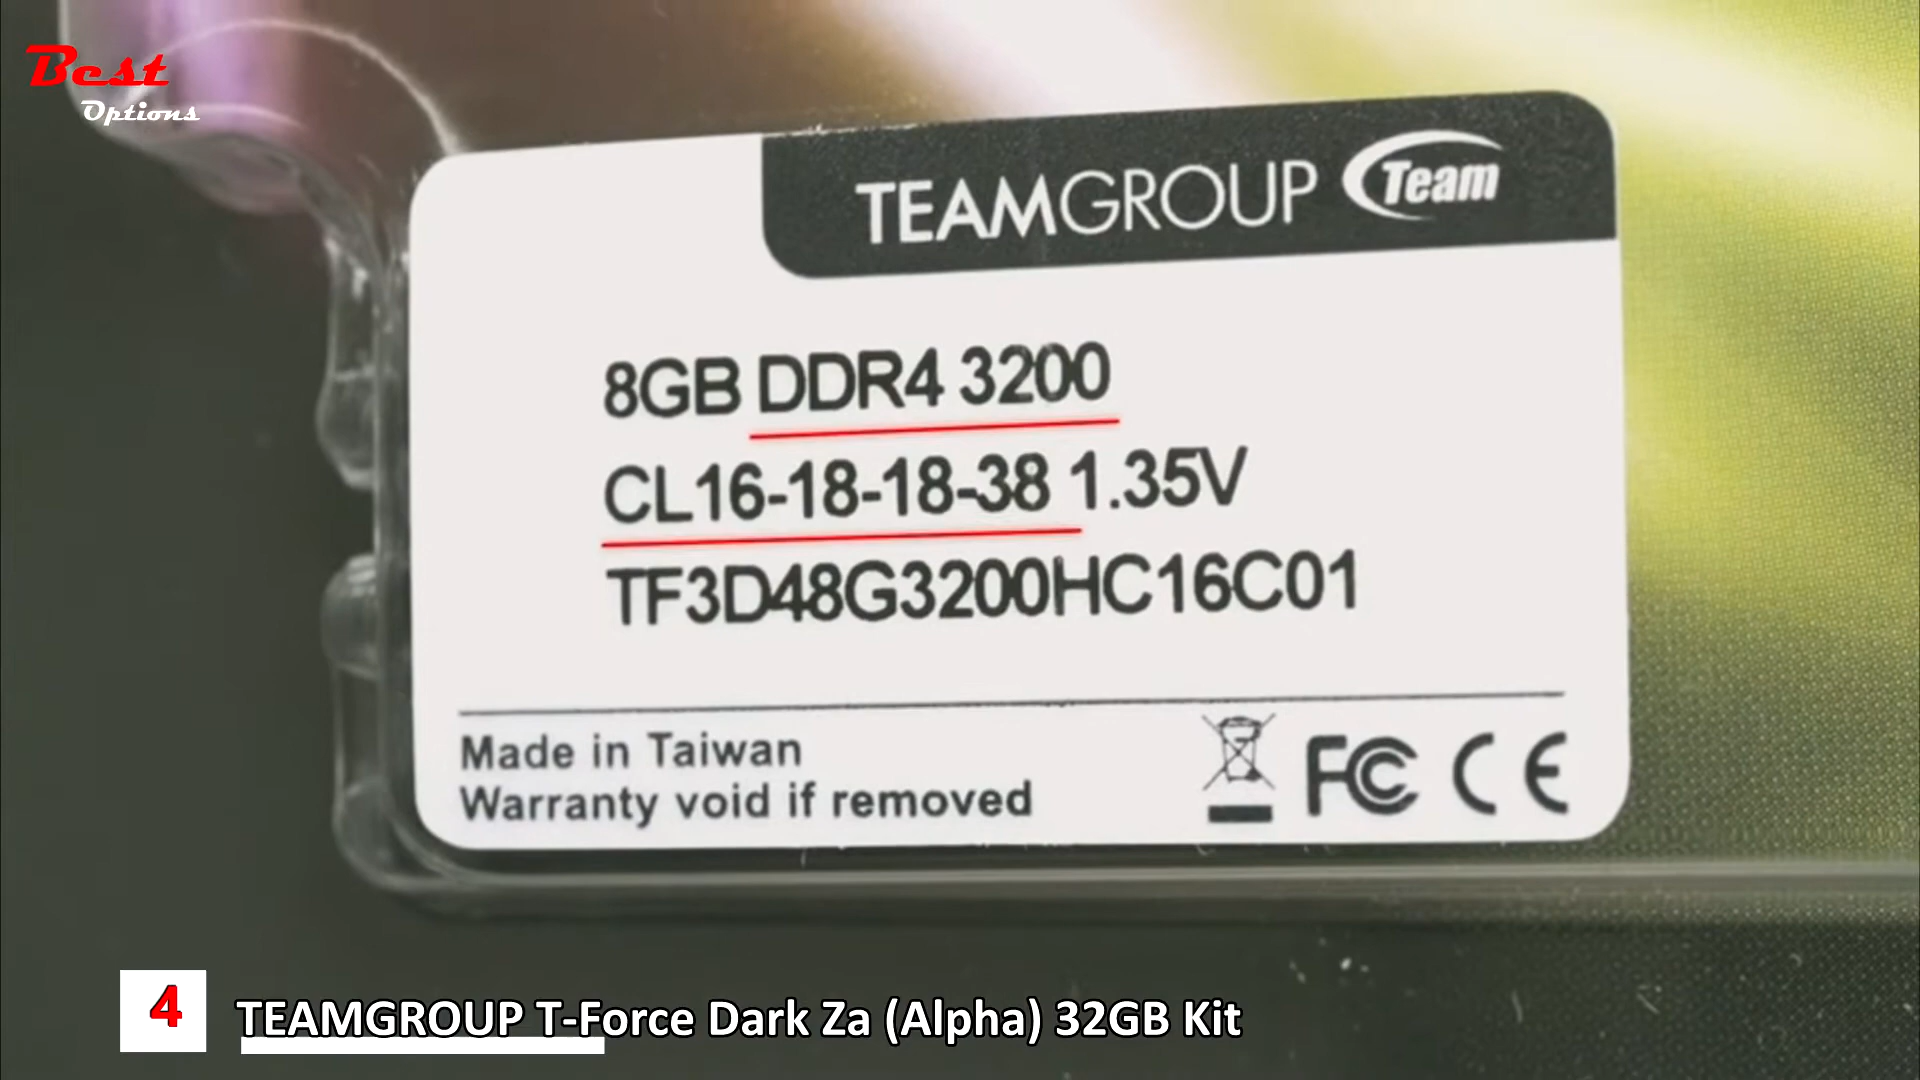 Best
Options
TEAMGROUP Team
8GB DDR4 3200
CL16-18-18-38 1.35V
TF3D48G3200HC16C01
Made in Taiwan
Warranty void if removed
FC CE
4 TEAMGROUP T-Force Dark Za (Alpha) 32GB Kit